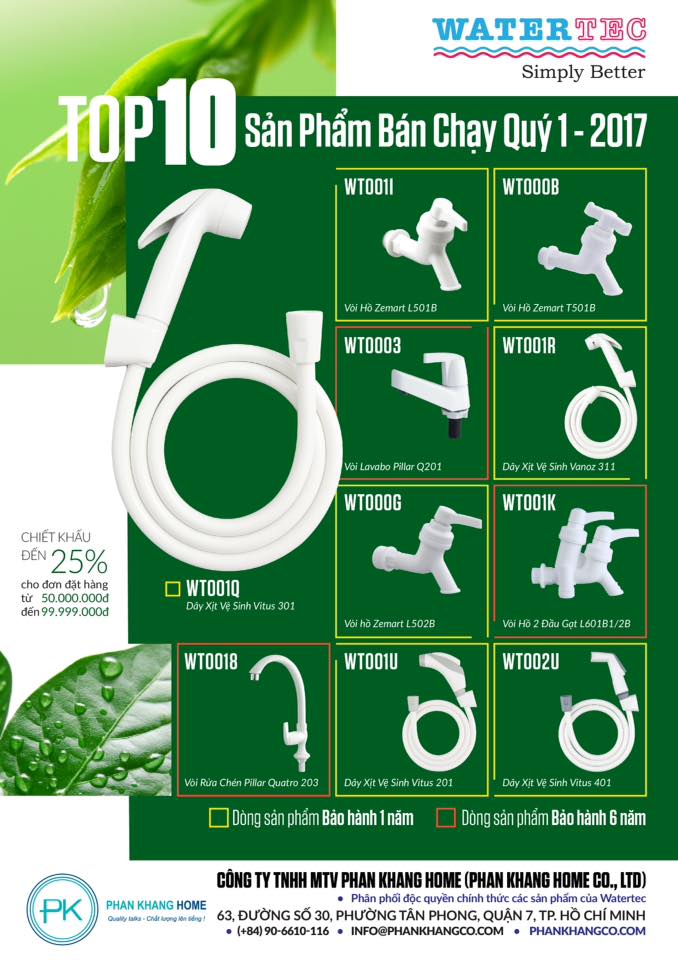 WATERTEC
Simply Better
TOP 10 Sản Phẩm Bán Chạy Quý 1 - 2017
WT001I
Vòi Hồ Zemart L501B
WT000B
Vòi Hồ Zemart T501B
WT0003
Vòi Lavabo Pillar Q201
WT001R
Dây Xịt Vệ Sinh Vanoz 311
WT000G
Vòi hồ Zemart L502B
WT001K
Vòi Hồ 2 Đầu Gạt L601B1/2B
CHIẾT KHẤU
ĐẾN 25%
cho đơn đặt hàng
từ 50.000.000đ
đến 99.999.000đ
WT001Q
Dây Xịt Vệ Sinh Vitus 301
WT0018
Vòi Rửa Chén Pillar Quatro 203
WT001U
Dây Xịt Vệ Sinh Vitus 201
WT002U
Dây Xịt Vệ Sinh Vitus 401
Dòng sản phẩm Bảo hành 1 năm
Dòng sản phẩm Bảo hành 6 năm
PK
PHAN KHANG HOME
Quality talks - Chất lượng lên tiếng !
CÔNG TY TNHH MTV PHAN KHANG HOME (PHAN KHANG HOME CO., LTD)
• Phân phối độc quyền chính thức các sản phẩm của Watertec
63, ĐƯỜNG SỐ 30, PHƯỜNG TÂN PHONG, QUẬN 7, TP. HỒ CHÍ MINH
• (+84) 90-6610-116 • INFO@PHANKHANGCO.COM • PHANKHANGCO.COM